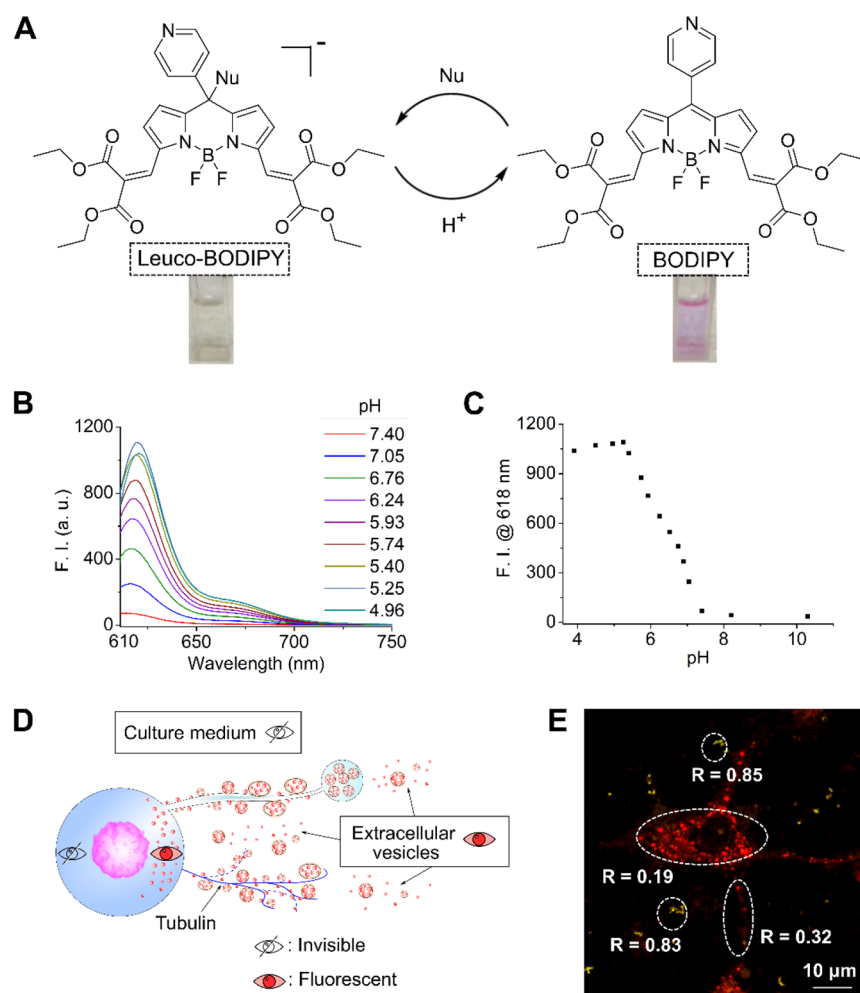 A
N
Nu
O
O
O
O
N
N
B
F
F
O
O
O
O
-
Leuco-BODIPY
Nu
H+
N
O
O
O
O
N
N
B
F
F
O
O
O
O
BODIPY
B
F. I. (a. u.)
1200
800
400
0
610
650
700
750
Wavelength (nm)
pH
7.40
7.05
6.76
6.24
5.93
5.74
5.40
5.25
4.96
C
F. I. @ 618 nm
1200
900
600
300
0
4
6
8
10
pH
D
Culture medium
Extracellular
vesicles
Tubulin
: Invisible
: Fluorescent
E
R = 0.85
R = 0.19
R = 0.83
R = 0.32
10 µm